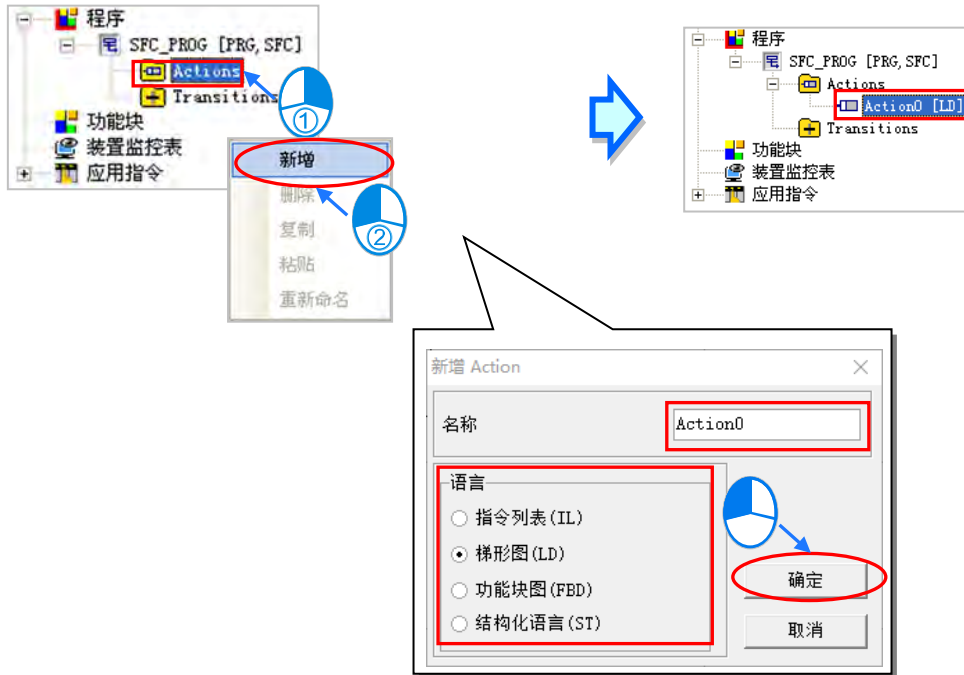 程序
SFC_PROG [PRG, SFC]
Actions
Transitions
功能块
装置监控表
应用指令
①
新增
删除
复制
粘贴
重新命名
②
程序
SFC_PROG [PRG, SFC]
Actions
Action0 [LD]
Transitions
功能块
装置监控表
应用指令
新增 Action
名称
Action0
语言
指令列表(IL)
梯形图(LD)
功能块图(FBD)
结构化语言(ST)
确定
取消